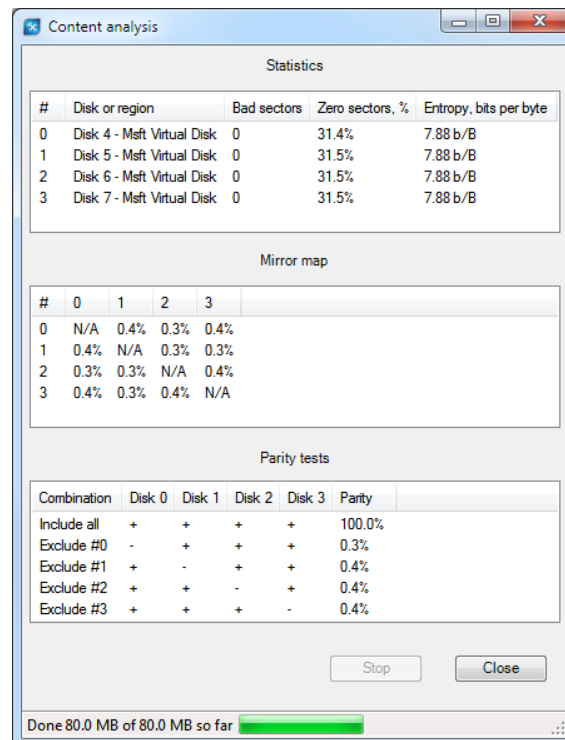 Content analysis
Statistics
# Disk or region Bad sectors Zero sectors, % Entropy, bits per byte
0 Disk 4 - Msft Virtual Disk 0 31.4% 7.88 b/B
1 Disk 5 - Msft Virtual Disk 0 31.5% 7.88 b/B
2 Disk 6 - Msft Virtual Disk 0 31.5% 7.88 b/B
3 Disk 7 - Msft Virtual Disk 0 31.5% 7.88 b/B
Mirror map
# 0 1 2 3
0 N/A 0.4% 0.3% 0.4%
1 0.4% N/A 0.3% 0.3%
2 0.3% 0.3% N/A 0.4%
3 0.4% 0.3% 0.4% N/A
Parity tests
Combination Disk 0 Disk 1 Disk 2 Disk 3 Parity
Include all + + + + 100.0%
Exclude #0 - + + + 0.3%
Exclude #1 + - + + 0.4%
Exclude #2 + + - + 0.4%
Exclude #3 + + + - 0.4%
Stop Close
Done 80.0 MB of 80.0 MB so far